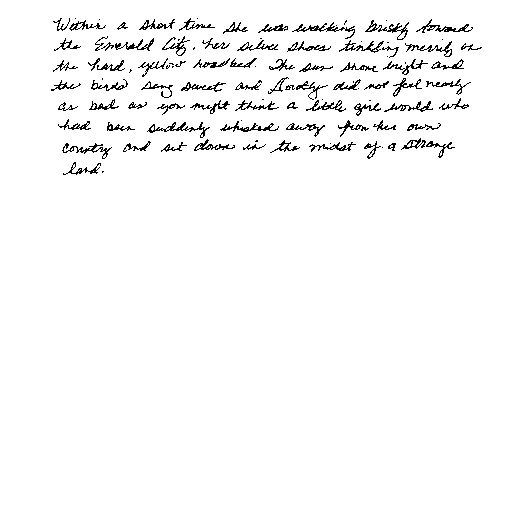 Within a short time she was walking briskly toward
the Emerald City, her silver shoes tinkling merrily on
the hard, yellow roadbed. The sun shone bright and
the birds sang sweet and Dorothy did not feel nearly
as bad as you might think a little girl would who
had been suddenly whisked away from her own
country and set down in the midst of a strange
land.